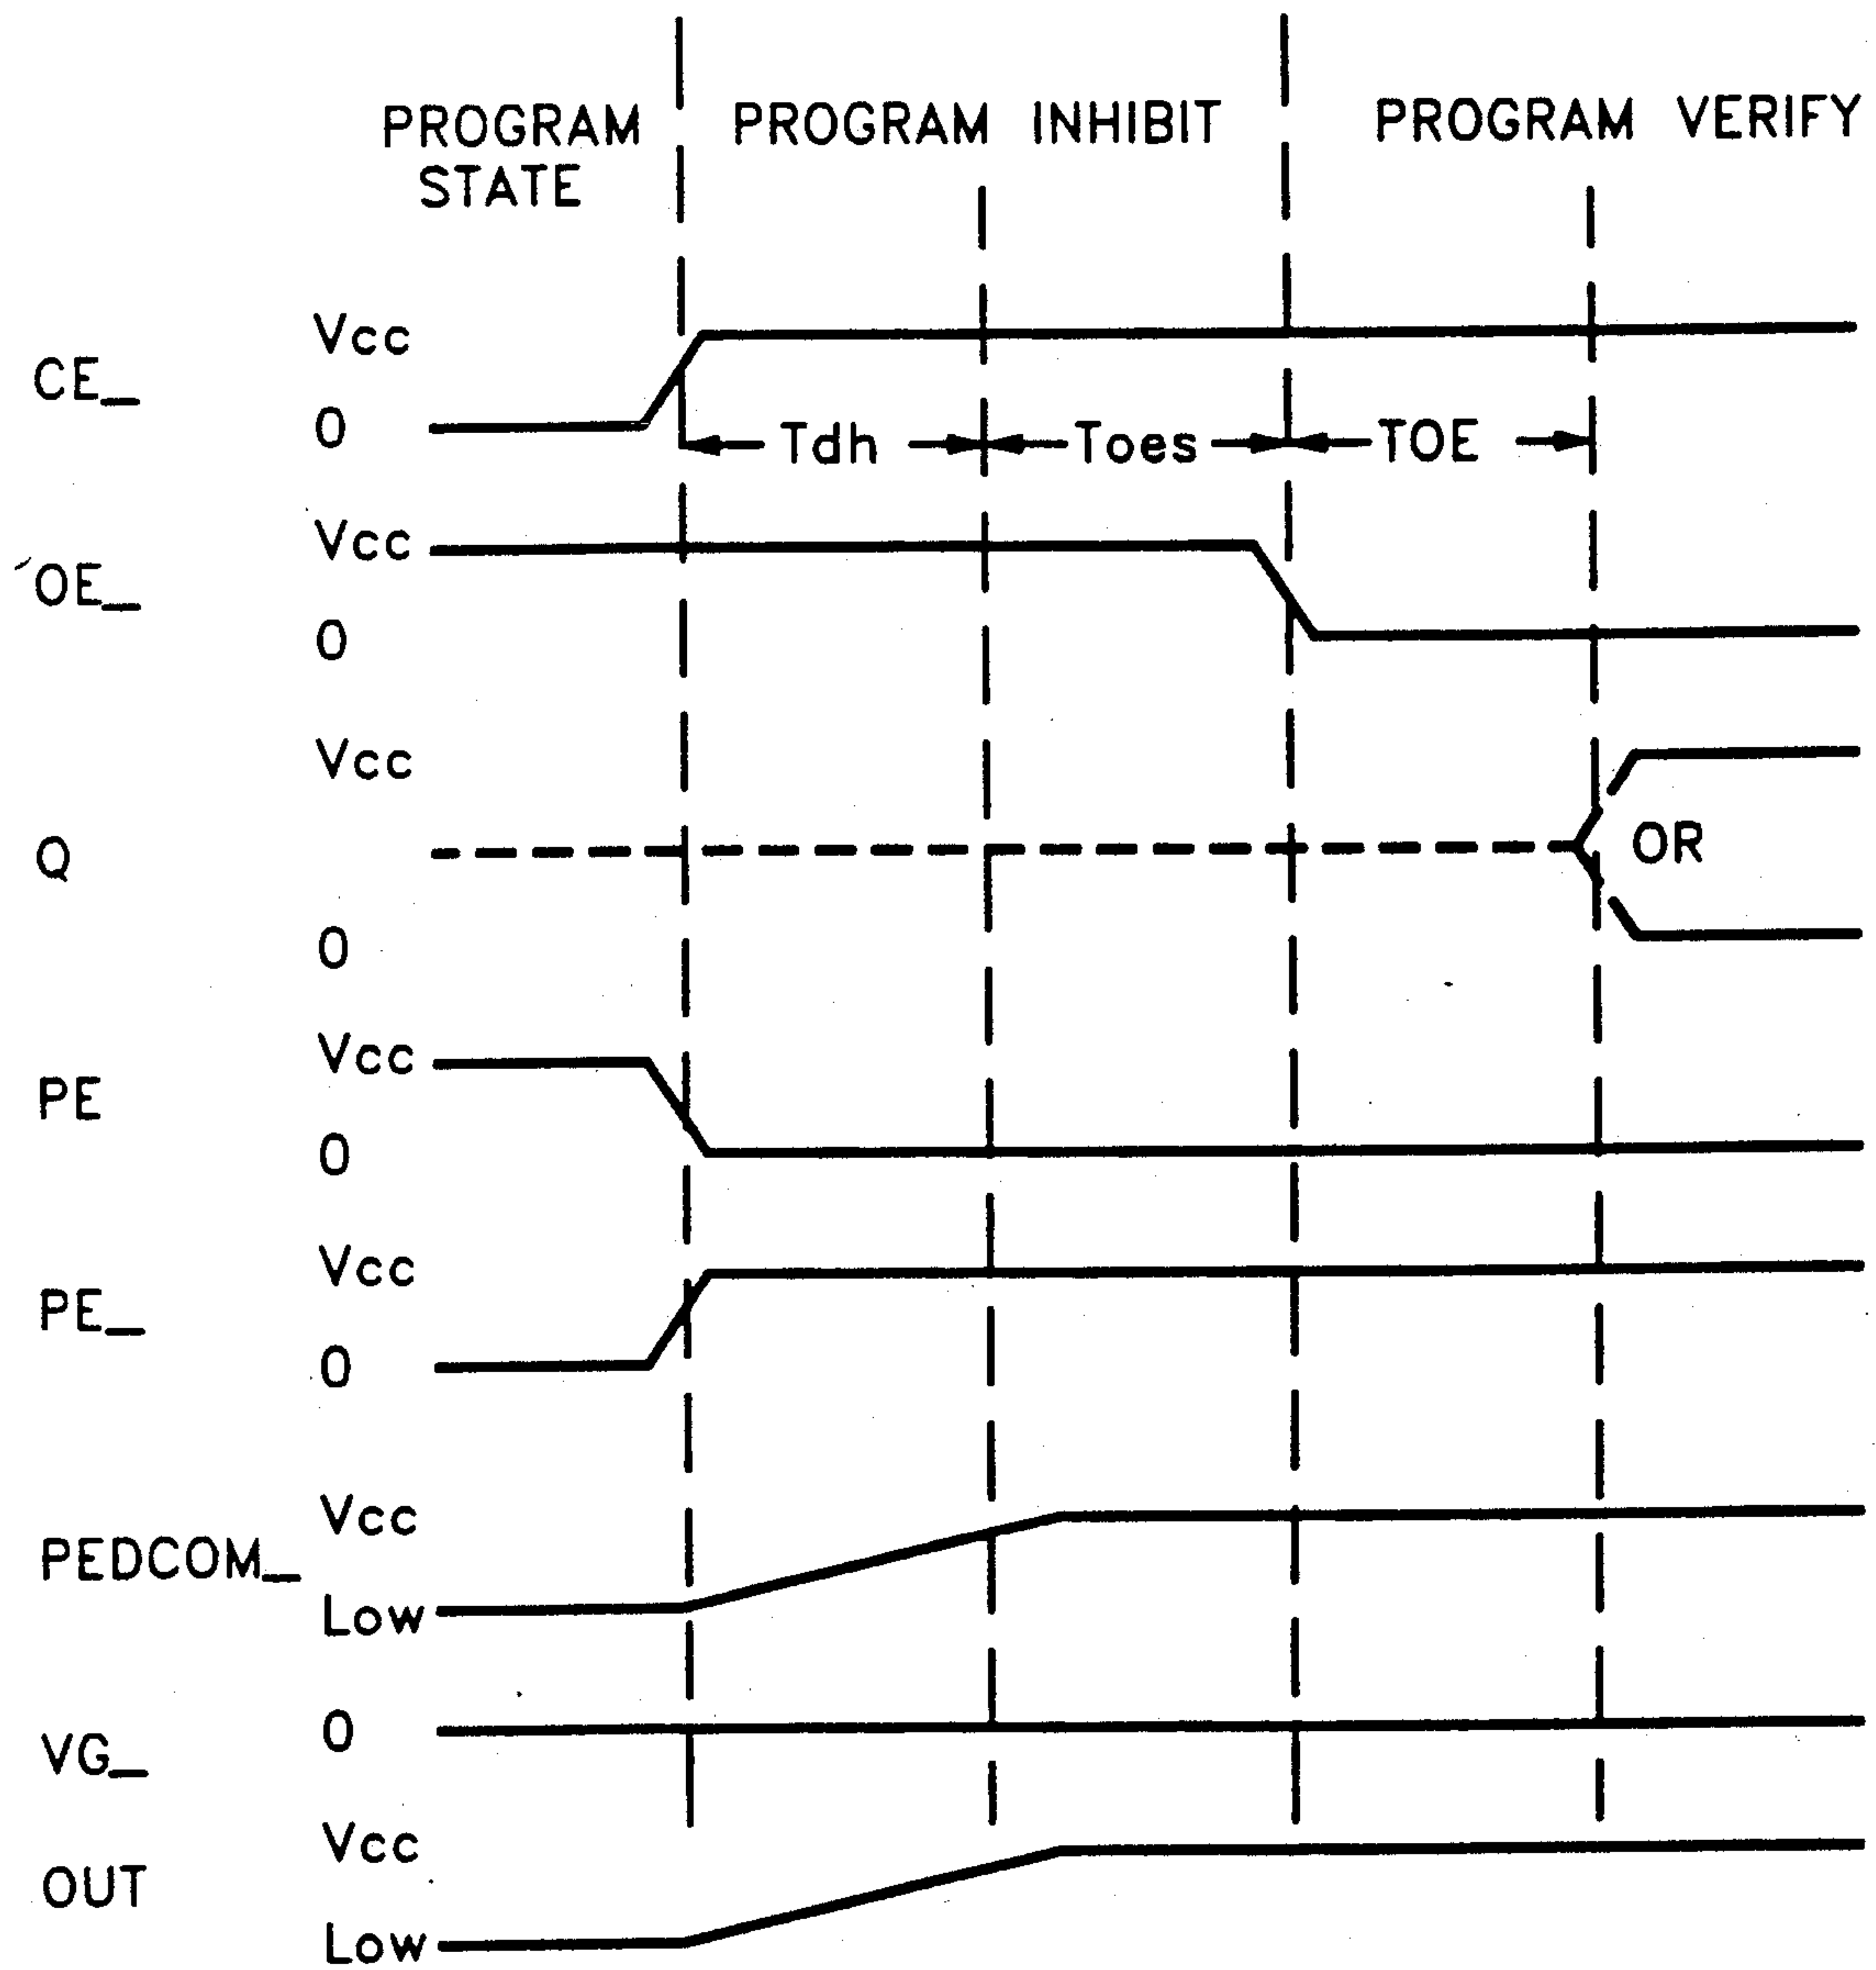 PROGRAM STATE
PROGRAM INHIBIT
PROGRAM VERIFY
CE_
Vcc
0
Tdh
Toes
TOE
OE_
Vcc
0
Q
Vcc
0
OR
PE
Vcc
0
PE_
Vcc
0
PEDCOM_
Vcc
Low
VG_
0
OUT
Vcc
Low